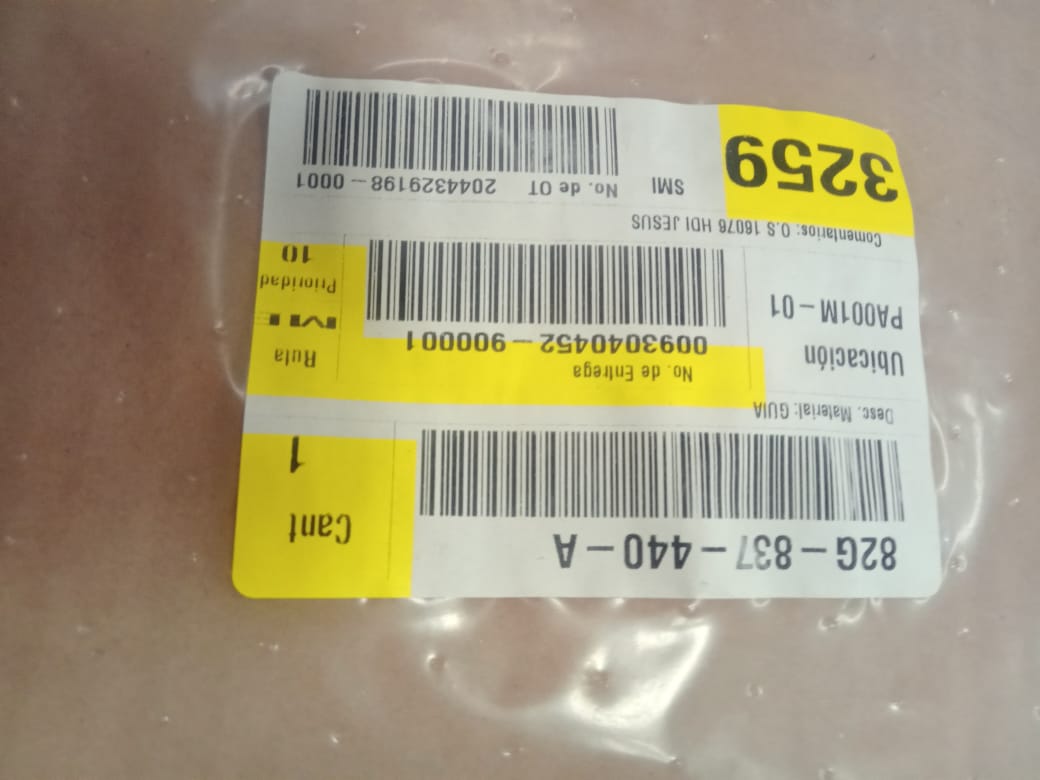 82G-837-440-A
Cant
1
Desc. Material: GUIA
Ubicación
PA001M-01
No. de Entrega
0093040452-900001
Ruta
Prioridad
10
Comentarios: O.S 16076 HDI JESUS
3259
SMI
No. de OT 2044329198-0001